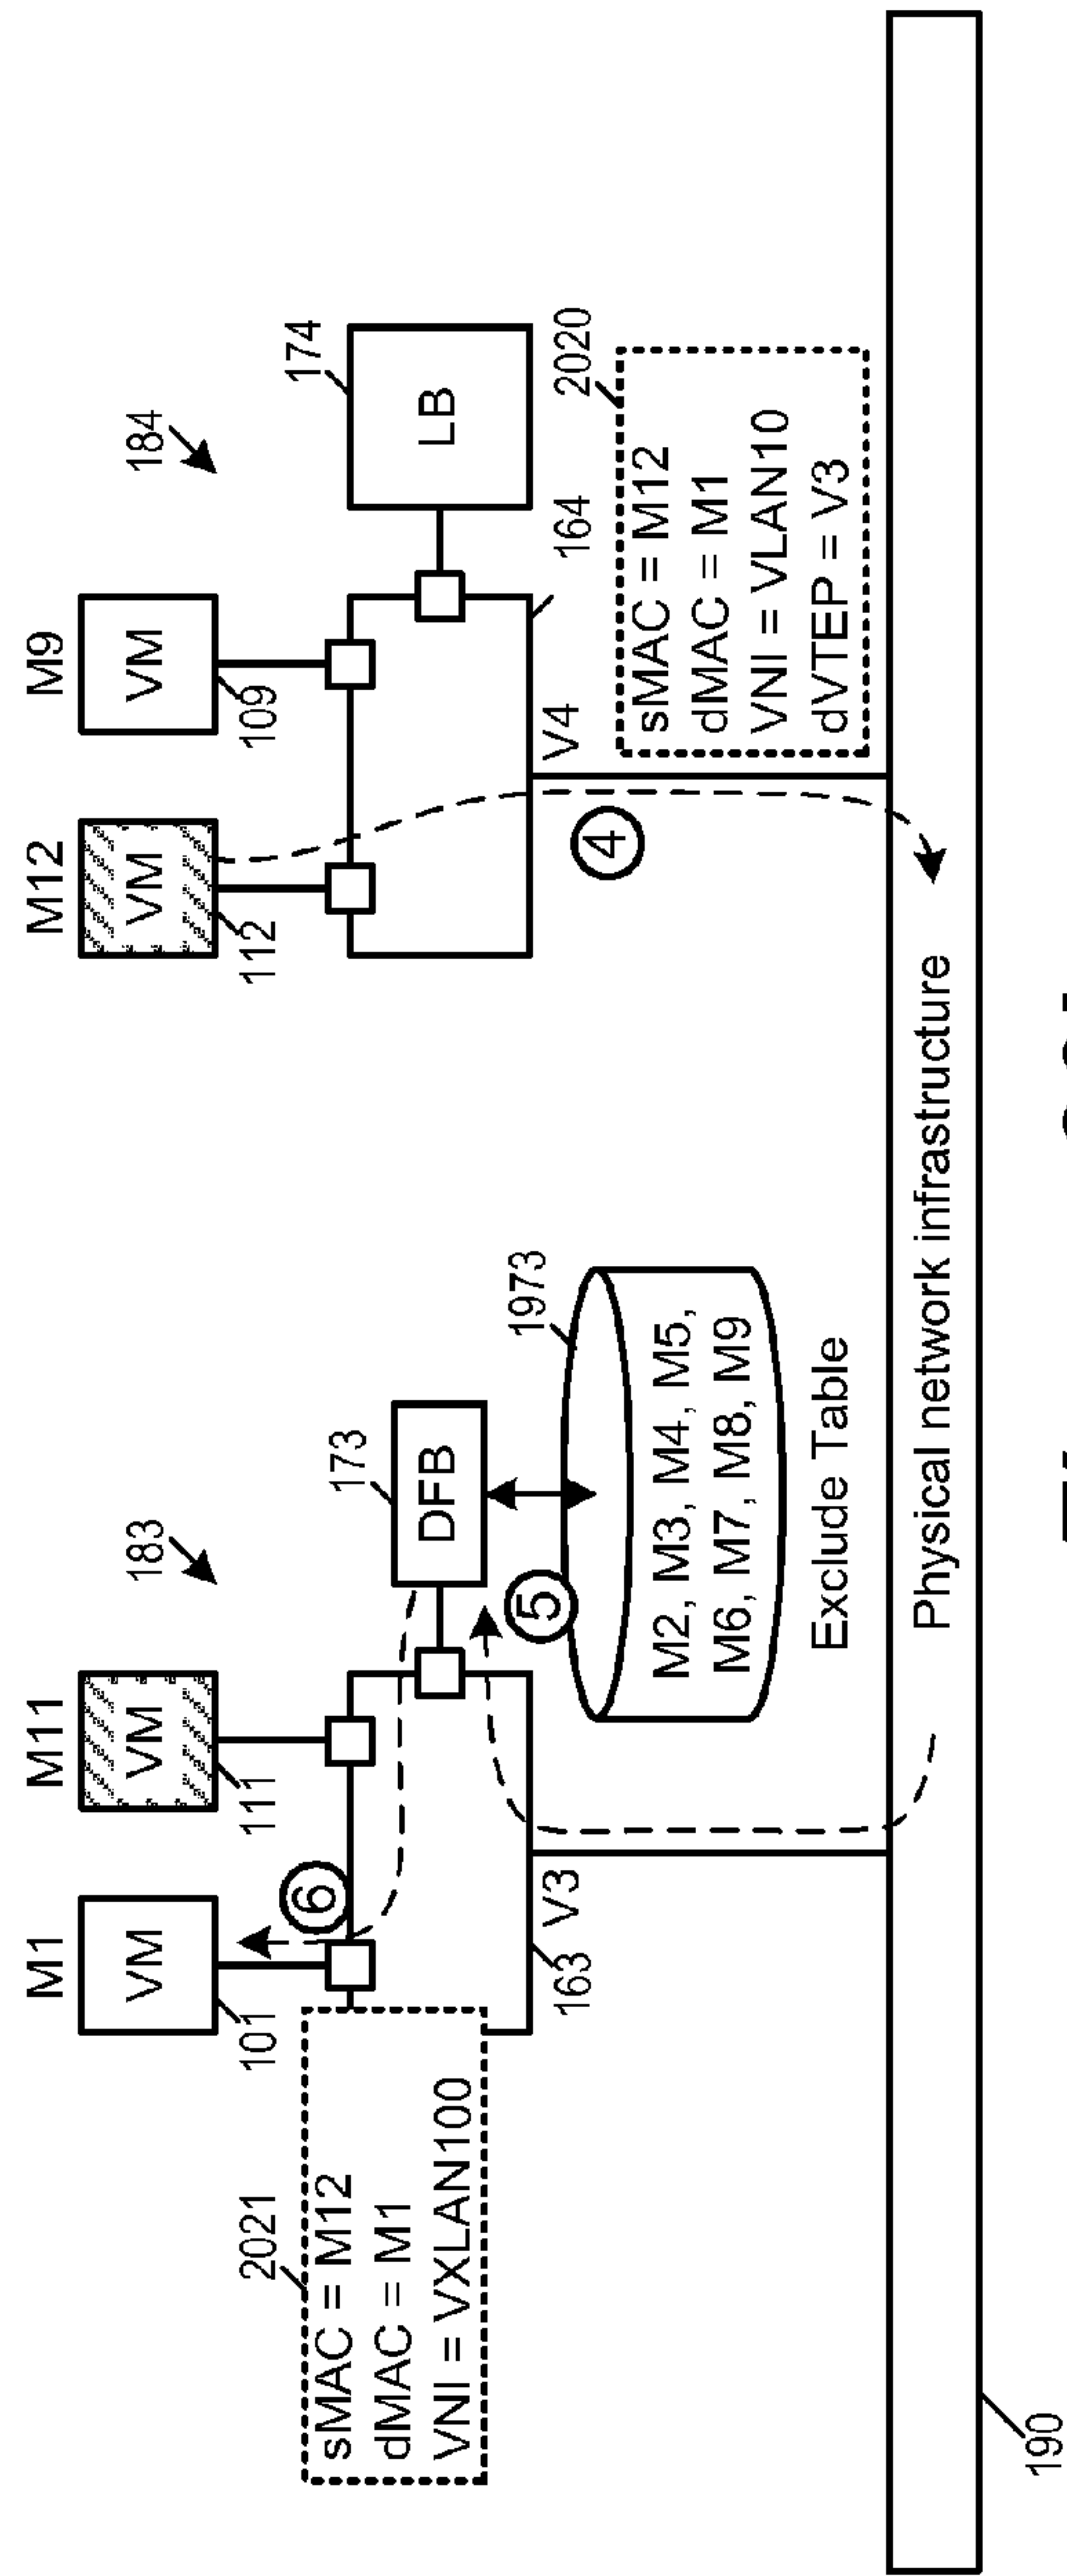 183
184
M1
M11
M12
M9
VM
VM
VM
VM
101
111
112
109
173
DFB
174
LB
6
5
4
2021
sMAC = M12
dMAC = M1
VNI = VXLAN100
163
V3
1973
M2, M3, M4, M5,
M6, M7, M8, M9
Exclude Table
V4
164
2020
sMAC = M12
dMAC = M1
VNI = VLAN10
dVTEP = V3
Physical network infrastructure
190